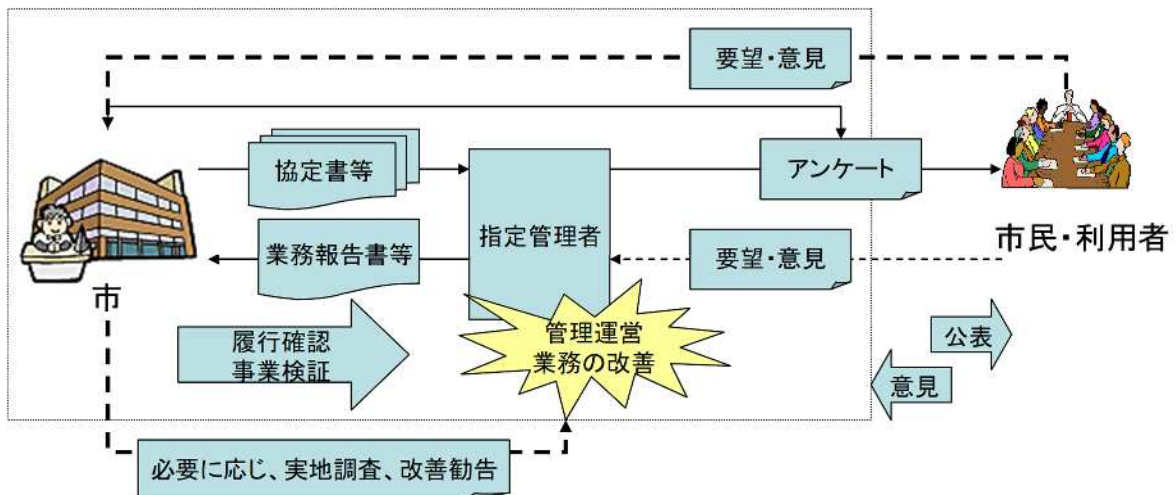 要望・意見
協定書等
アンケート
指定管理者
市民・利用者
業務報告書等
要望・意見
市
履行確認
事業検証
管理運営
業務の改善
公表
意見
必要に応じ、実地調査、改善勧告